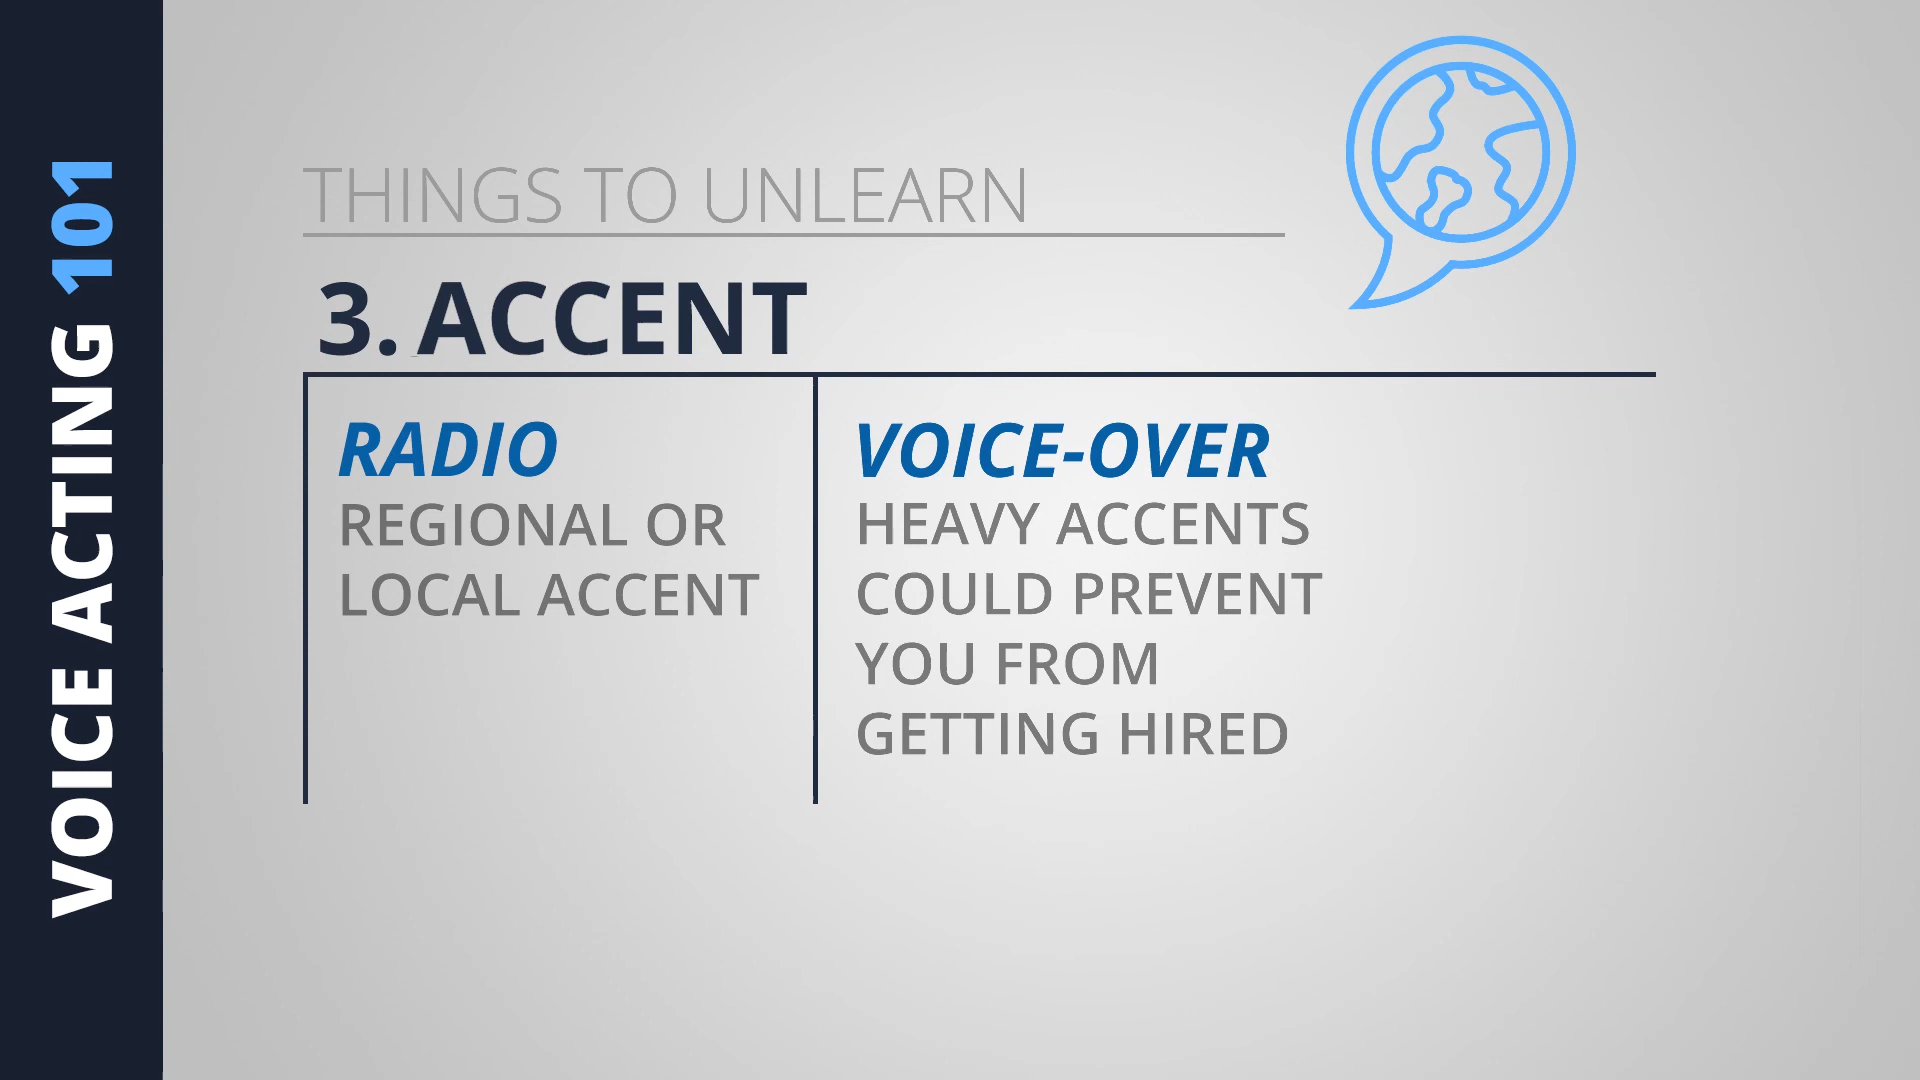 VOICE ACTING 101
THINGS TO UNLEARN
3. ACCENT
RADIO
REGIONAL OR
LOCAL ACCENT
VOICE-OVER
HEAVY ACCENTS
COULD PREVENT
YOU FROM
GETTING HIRED